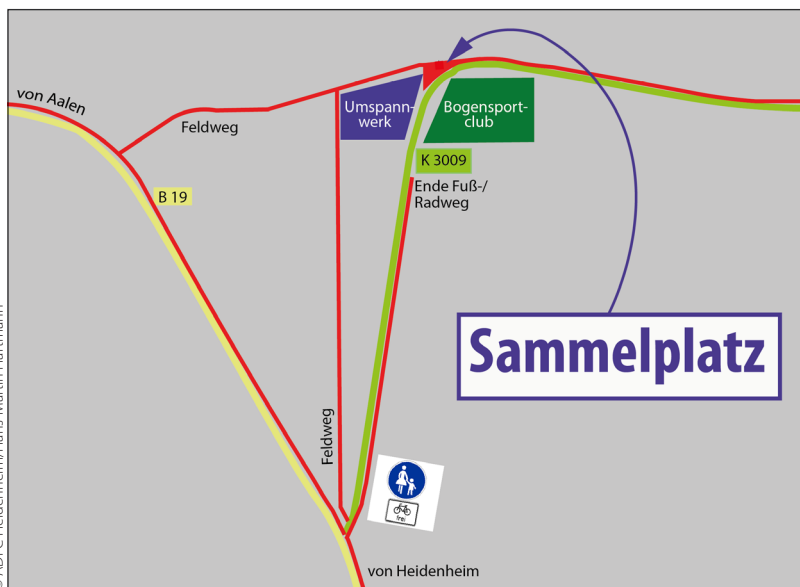 von Aalen
Feldweg
Umspann-
werk
Bogensport-
club
K 3009
Ende Fuß-/
Radweg
B 19
Sammelplatz
Feldweg
frei
von Heidenheim